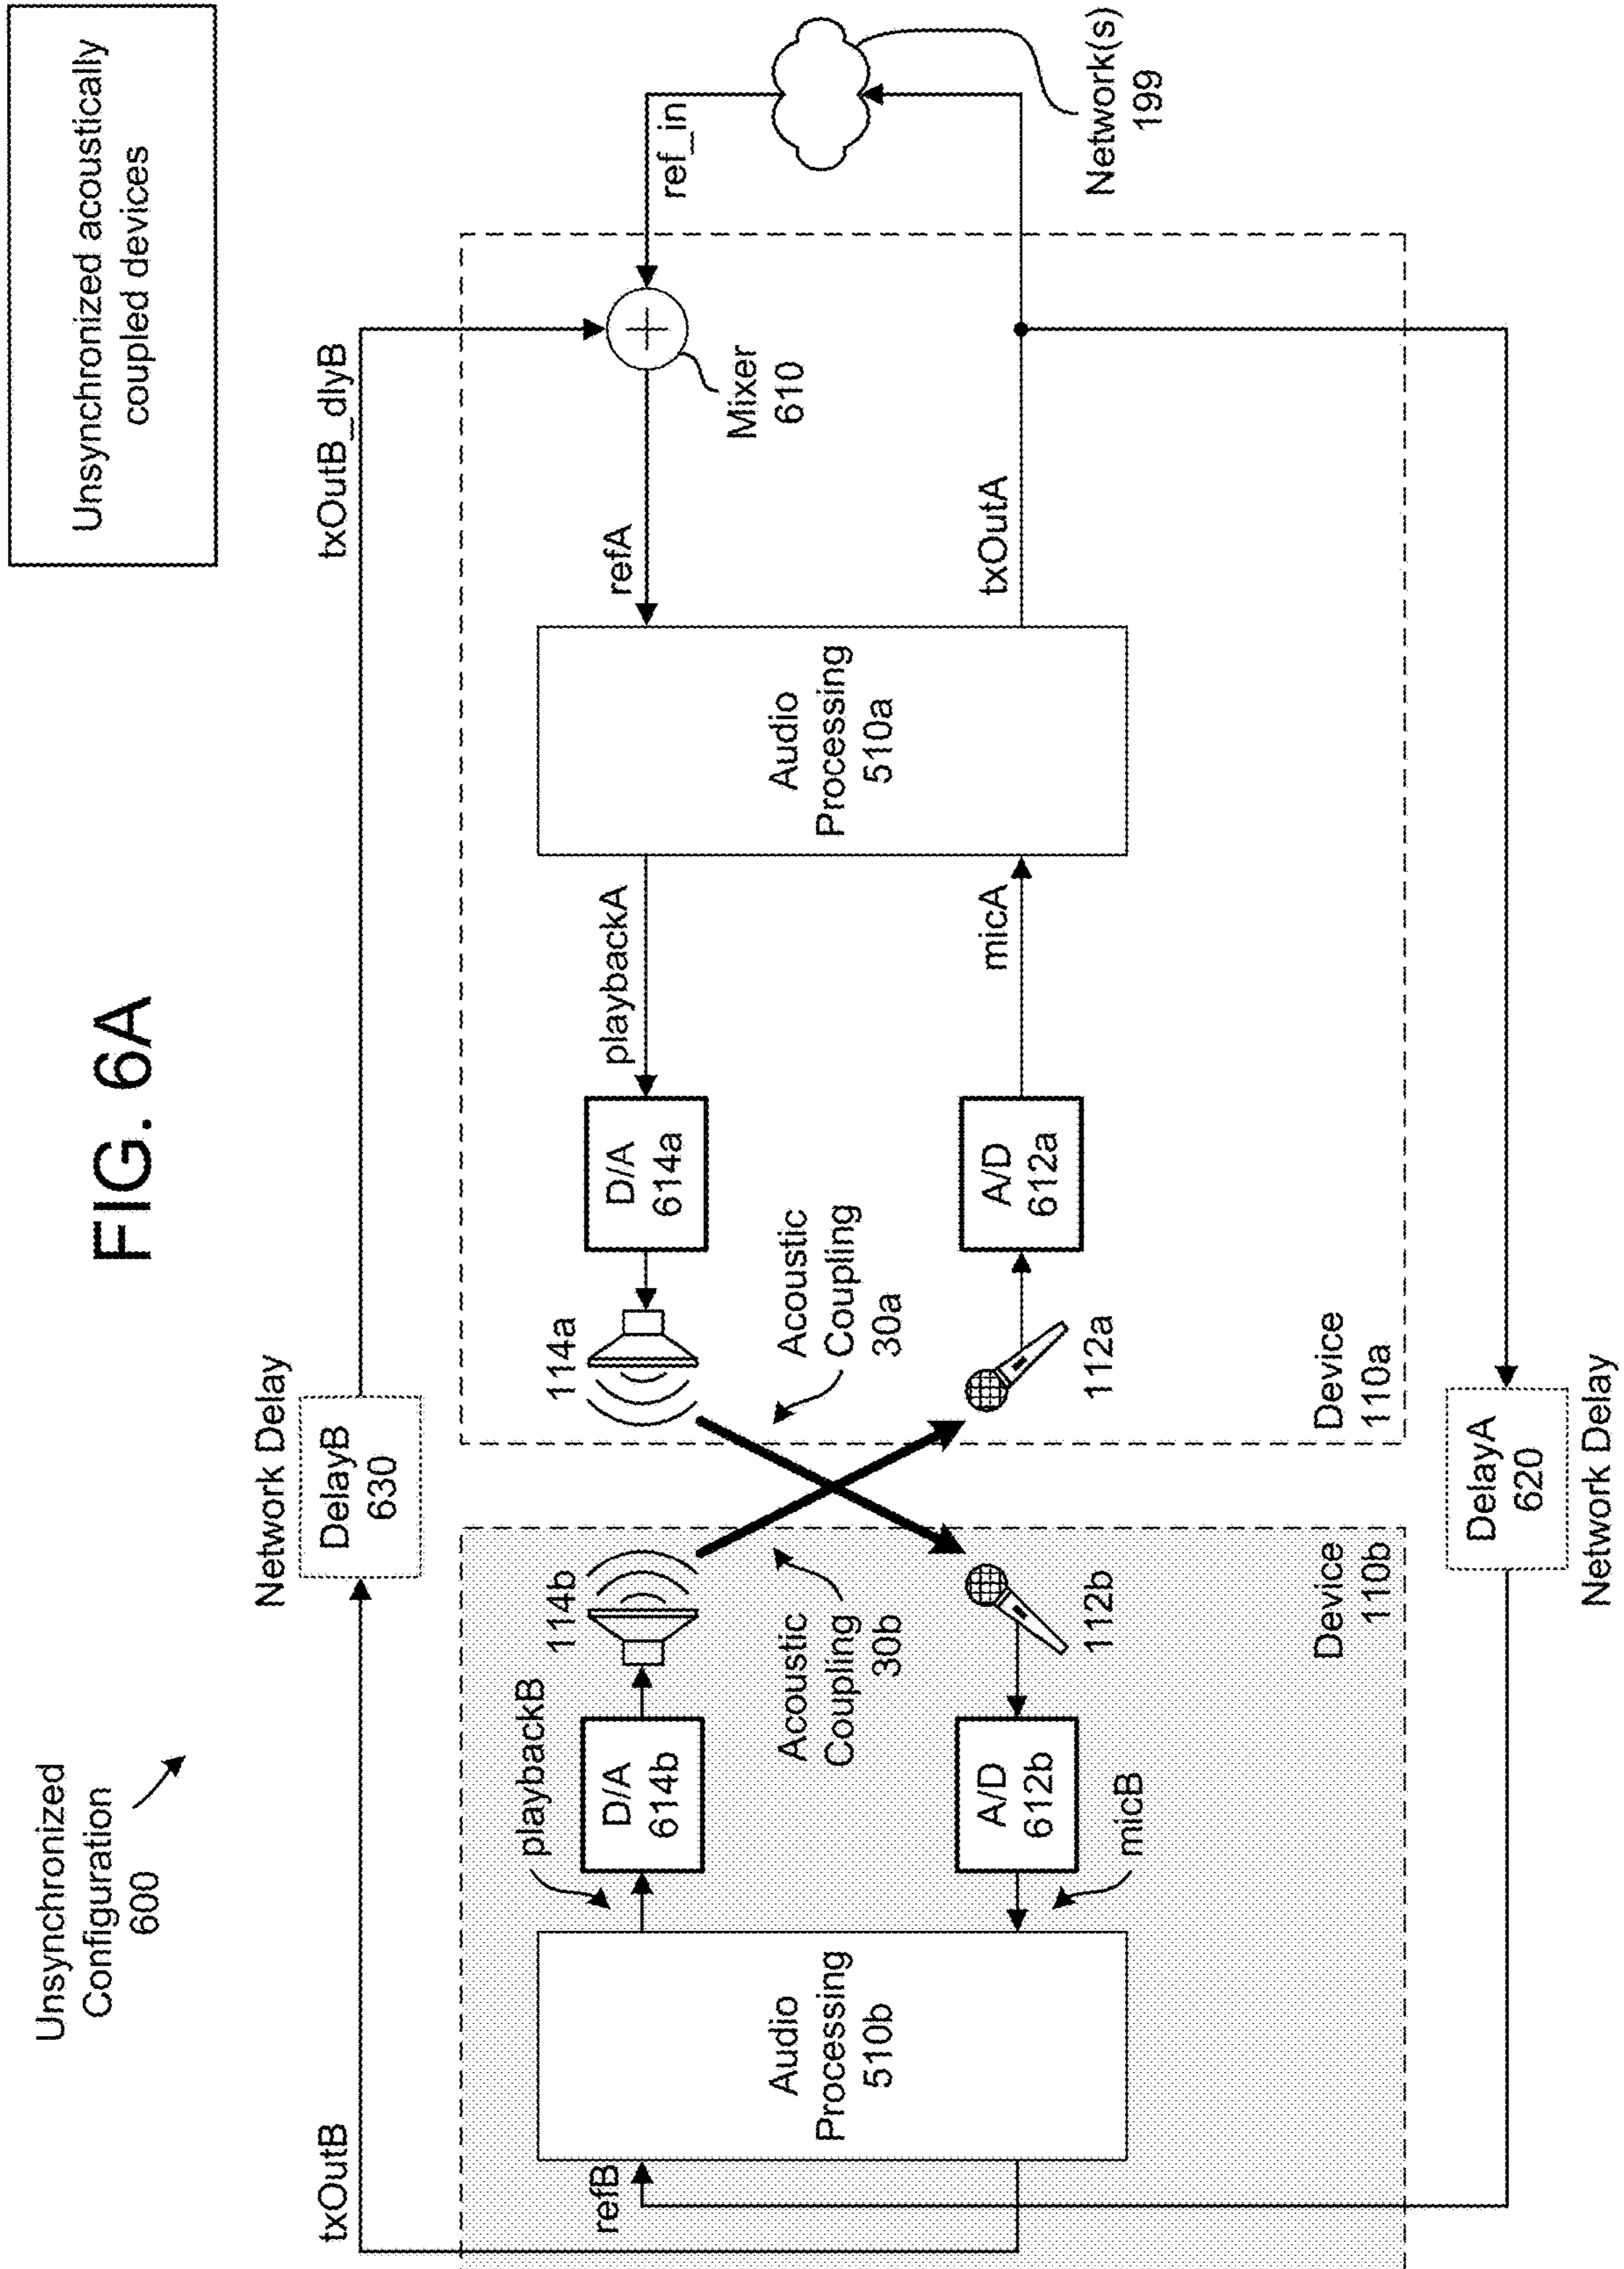 FIG. 6A
Unsynchronized
Configuration
600
Unsynchronized acoustically
coupled devices
txOutB
Network Delay
DelayB
630
txOutB_dlyB
refB
Audio
Processing
510b
playbackB
D/A
614b
114b
Acoustic
Coupling
30b
A/D
612b
micB
112b
Device
110b
114a
D/A
614a
playbackA
Acoustic
Coupling
30a
112a
A/D
612a
micA
Audio
Processing
510a
refA
txOutA
Mixer
610
ref_in
Network(s)
199
Device
110a
DelayA
620
Network Delay